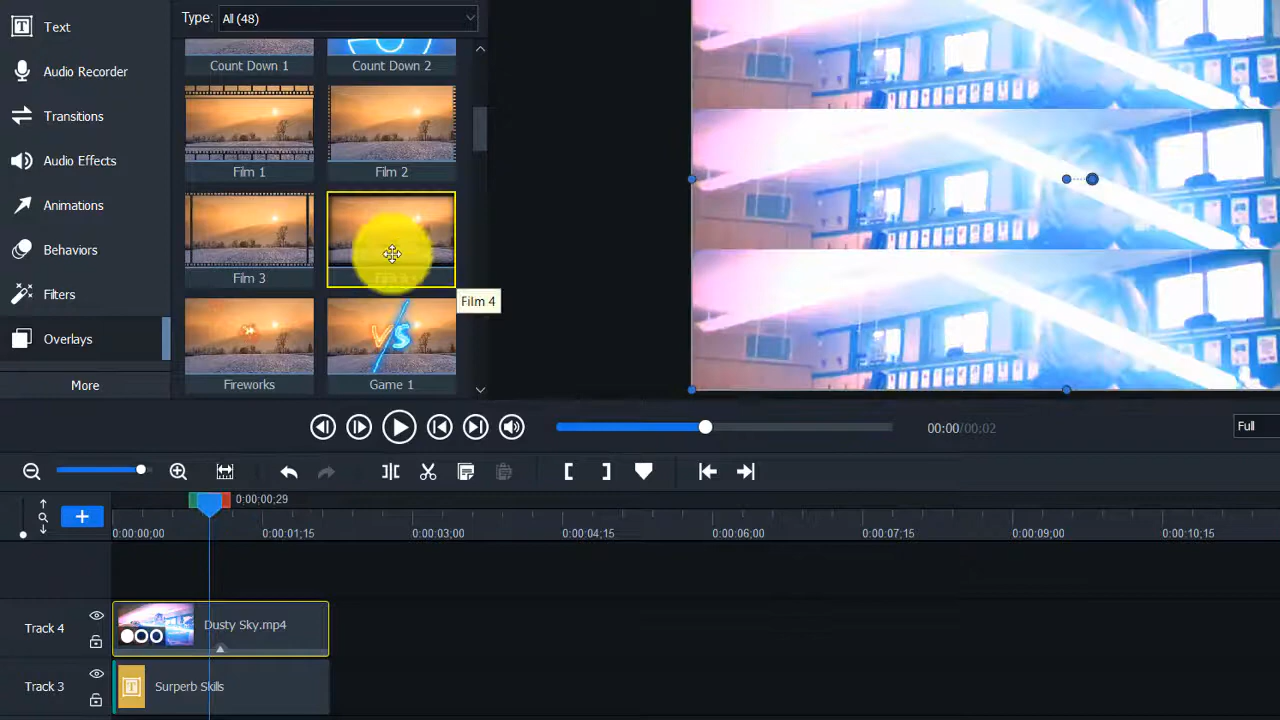 Text
Audio Recorder
Transitions
Audio Effects
Animations
Behaviors
Filters
Overlays
More
Type: All (48)
Count Down 1 Count Down 2
Film 1 Film 2
Film 3
Film 4
Fireworks Game 1
VS
00:00/00:02
Full
0:00:00;29
0:00:00;00 0:00:01;15 0:00:03;00 0:00:04;15 0:00:06;00 0:00:07;15 0:00:09;00 0:00:10;15
Track 4 Dusty Sky.mp4
Track 3 T Surperb Skills